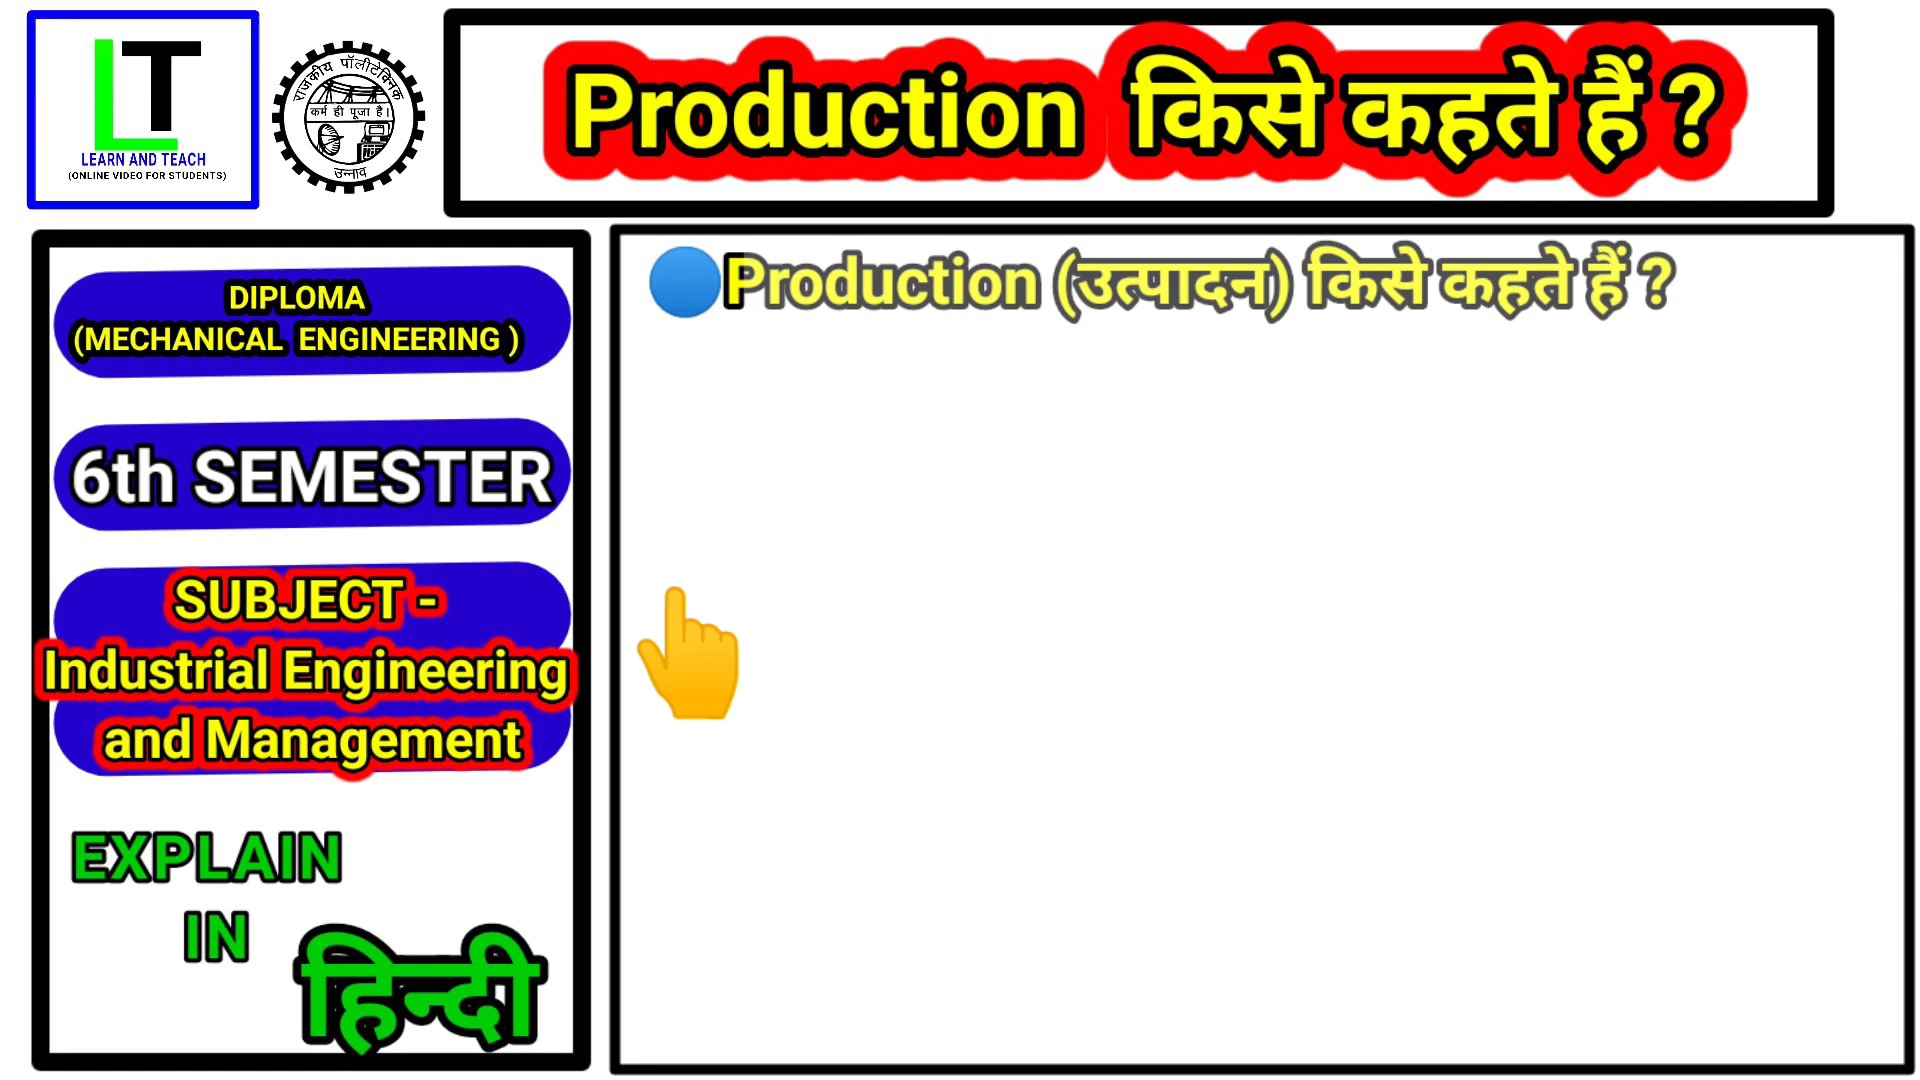 LT
LEARN AND TEACH
(ONLINE VIDEO FOR STUDENTS)
राजकीय पॉलीटेक्निक
कर्म ही पूजा है।
उन्नाव
Production किसे कहते हैं ?
DIPLOMA
(MECHANICAL ENGINEERING )
6th SEMESTER
SUBJECT -
Industrial Engineering
and Management
EXPLAIN
IN
हिन्दी
Production (उत्पादन) किसे कहते हैं ?